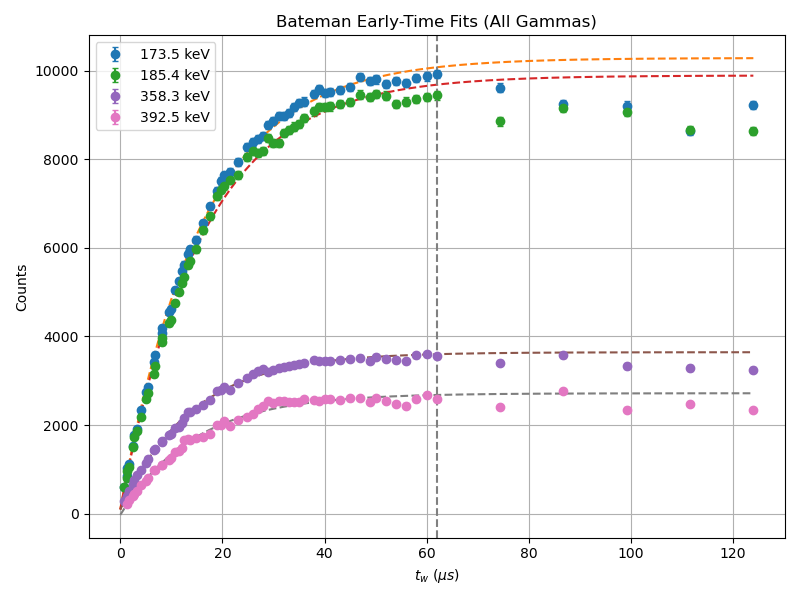 Bateman Early-Time Fits (All Gammas)
173.5 keV
185.4 keV
358.3 keV
392.5 keV
Counts
10000
8000
6000
4000
2000
0
0 20 40 60 80 100 120
t_w (μs)